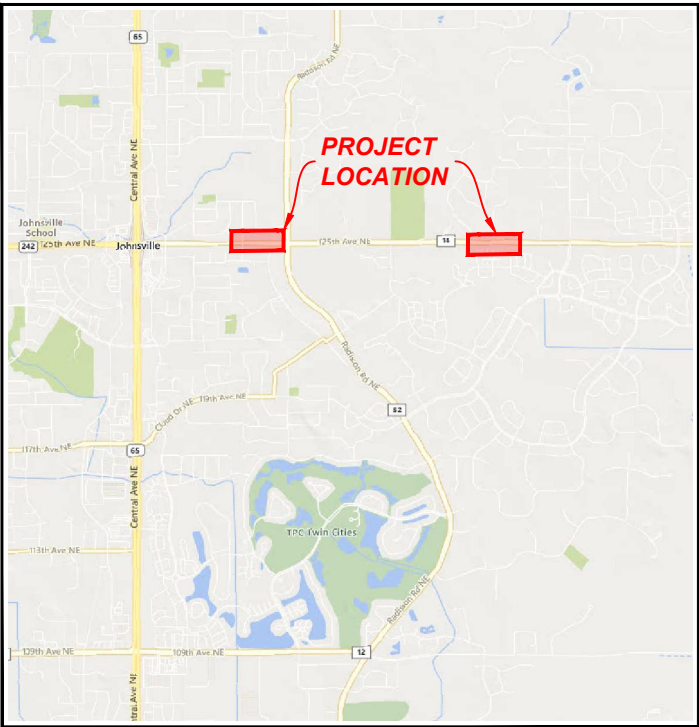 65
Radisson Rd NE
Central Ave NE
PROJECT
LOCATION
Johnsville
School
242
125th Ave NE
Johnsville
125th Ave NE
14
Radisson Rd NE
Cloud Dr NE
119th Ave NE
52
117th Ave NE
65
Central Ave NE
TPC Twin Cities
113th Ave NE
Radisson Rd NE
109th Ave NE
109th Ave NE
12
ntral Ave NE